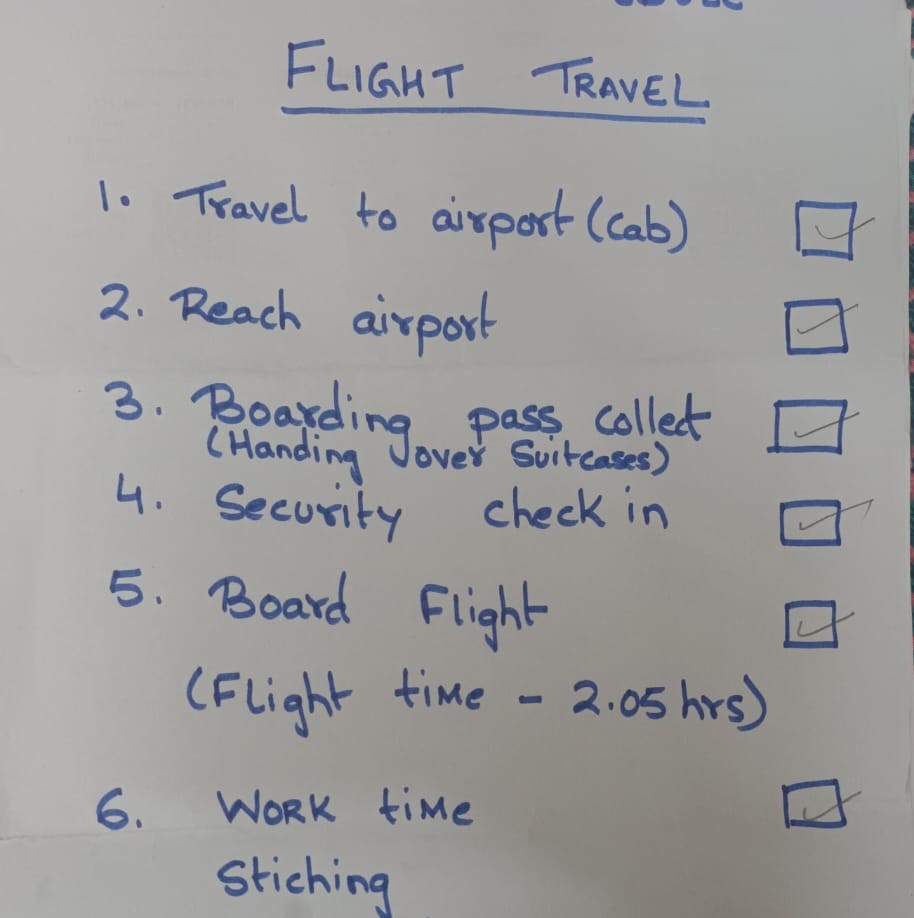 FLIGHT TRAVEL
1. Travel to airport (cab)
2. Reach airport
3. Boarding pass collect
(Handing over Suitcases)
4. Security check in
5. Board Flight
(Flight time - 2.05 hrs)
6. WORK time
Stiching